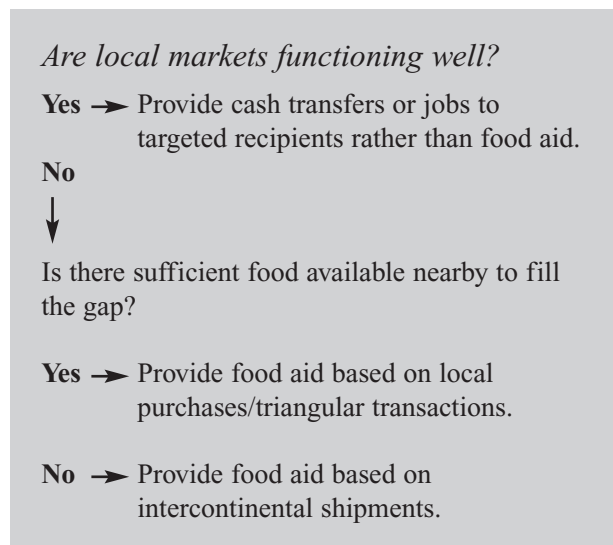 Are local markets functioning well?
Yes → Provide cash transfers or jobs to
targeted recipients rather than food aid.
No
↓
Is there sufficient food available nearby to fill
the gap?
Yes → Provide food aid based on local
purchases/triangular transactions.
No → Provide food aid based on
intercontinental shipments.